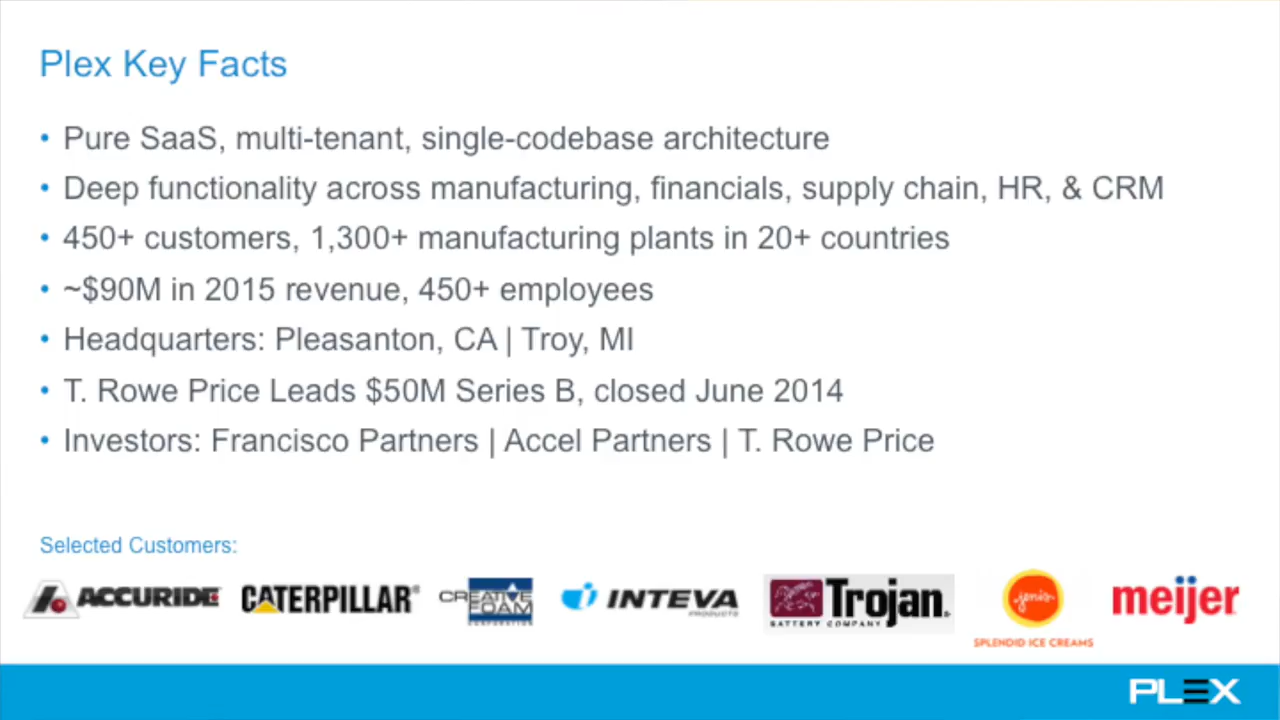 Plex Key Facts
• Pure SaaS, multi-tenant, single-codebase architecture
• Deep functionality across manufacturing, financials, supply chain, HR, & CRM
• 450+ customers, 1,300+ manufacturing plants in 20+ countries
• ~$90M in 2015 revenue, 450+ employees
• Headquarters: Pleasanton, CA | Troy, MI
• T. Rowe Price Leads $50M Series B, closed June 2014
• Investors: Francisco Partners | Accel Partners | T. Rowe Price
Selected Customers:
ACCURIDE
CATERPILLAR®
CREATIVE
FOAM
CORPORATION
INTEVA
PRODUCTS
Trojan
BATTERY COMPANY
jeni's
SPLENDID ICE CREAMS
meijer
PLEX